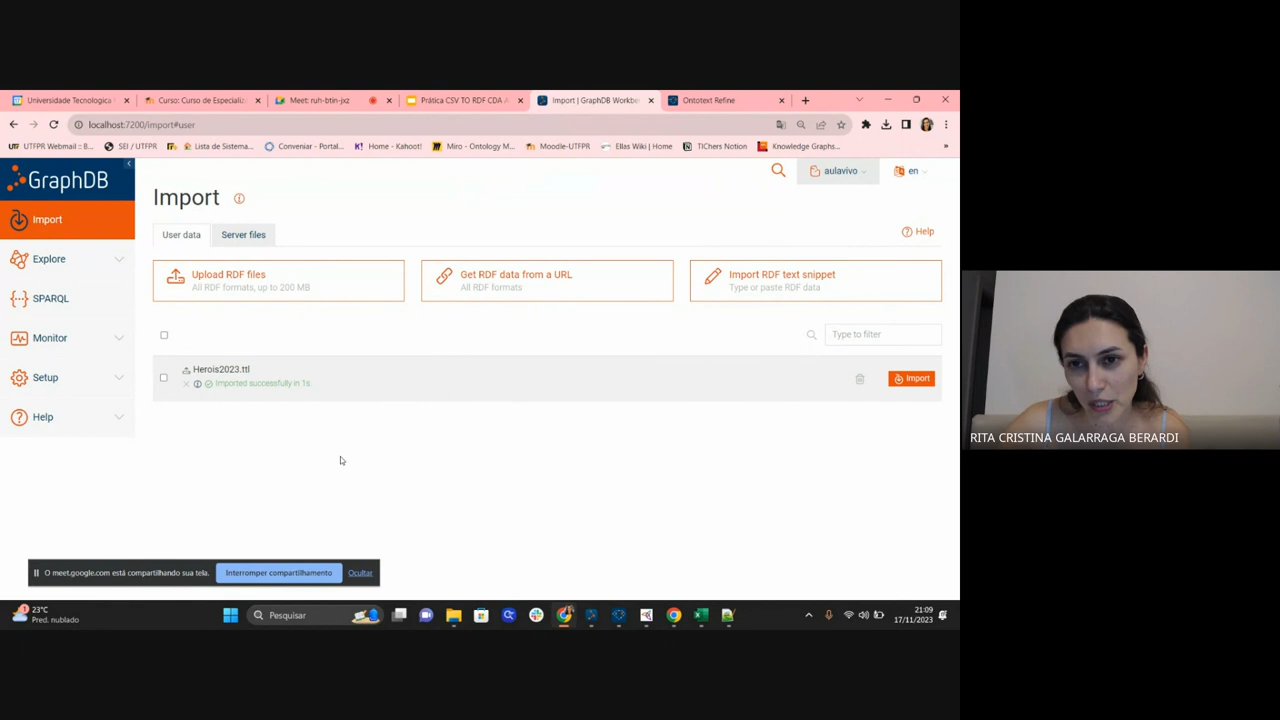 Universidade Tecnologica
Curso: Curso de Especializ
Meet: ruh-btin-jxz
Prática CSV TO RDF CDA A
Import | GraphDB Workbe
Ontotext Refine
localhost:7200/import#user
UTFPR Webmail :: B...
SEI / UTFPR
Lista de Sistema...
Conveniar - Portal...
Home - Kahoot!
Miro - Ontology M...
Moodle-UTFPR
Ellas Wiki | Home
TIChers Notion
Knowledge Graphs...
GraphDB
aulavivo
en
Import
Import
User data
Server files
Help
Explore
Upload RDF files
All RDF formats, up to 200 MB
Get RDF data from a URL
All RDF formats
Import RDF text snippet
Type or paste RDF data
SPARQL
Monitor
Type to filter
Setup
Herois2023.ttl
Imported successfully in 1s.
Import
Help
RITA CRISTINA GALARRAGA BERARDI
O meet.google.com está compartilhando sua tela.
Interromper compartilhamento
Ocultar
1
23°C
Pred. nublado
Pesquisar
21:09
17/11/2023